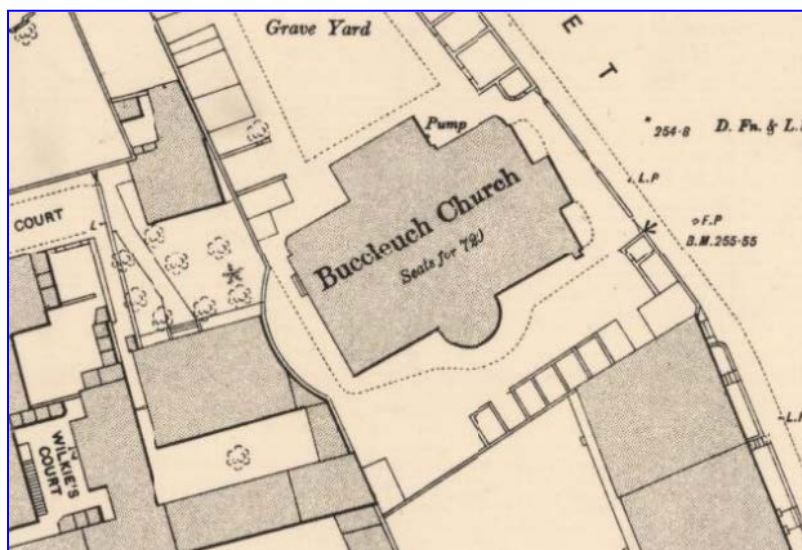 Grave Yard
E T
Pump
254·8
D. Fn. & L.
L.P
F.P
B.M.255·55
COURT
L
Buccleuch Church
Seats for 720
WILKIE'S
COURT
L.P